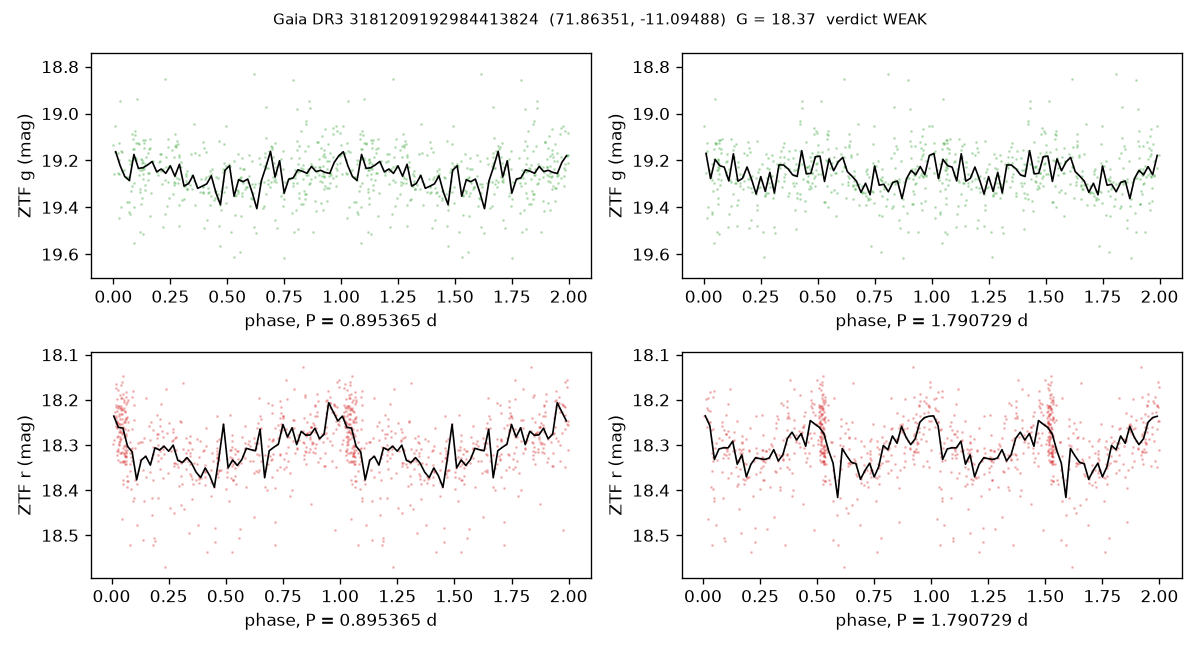 Gaia DR3 3181209192984413824  (71.86351, -11.09488)  G = 18.37  verdict WEAK
18.8
19.0
19.2
19.4
19.6
ZTF g (mag)
0.00 0.25 0.50 0.75 1.00 1.25 1.50 1.75 2.00
phase, P = 0.895365 d
18.8
19.0
19.2
19.4
19.6
ZTF g (mag)
0.00 0.25 0.50 0.75 1.00 1.25 1.50 1.75 2.00
phase, P = 1.790729 d
18.1
18.2
18.3
18.4
18.5
ZTF r (mag)
0.00 0.25 0.50 0.75 1.00 1.25 1.50 1.75 2.00
phase, P = 0.895365 d
18.1
18.2
18.3
18.4
18.5
ZTF r (mag)
0.00 0.25 0.50 0.75 1.00 1.25 1.50 1.75 2.00
phase, P = 1.790729 d